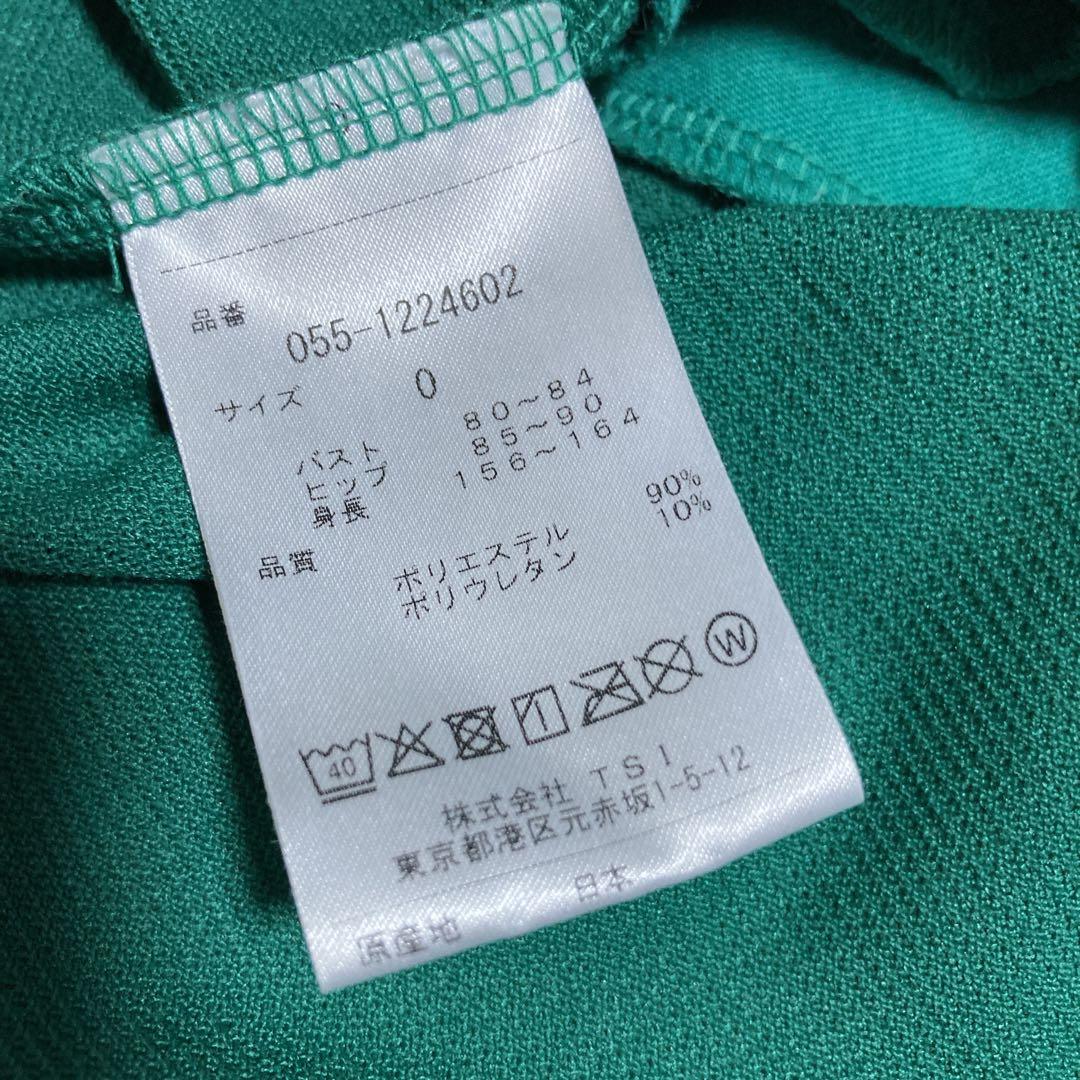 品番 055-1224602
サイズ 0
バスト 80〜84
ヒップ 85〜90
身長 156〜164
品質 ポリエステル 90%
ポリウレタン 10%
40 W
株式会社 TSI
東京都港区元赤坂1-5-12
原産地 日本